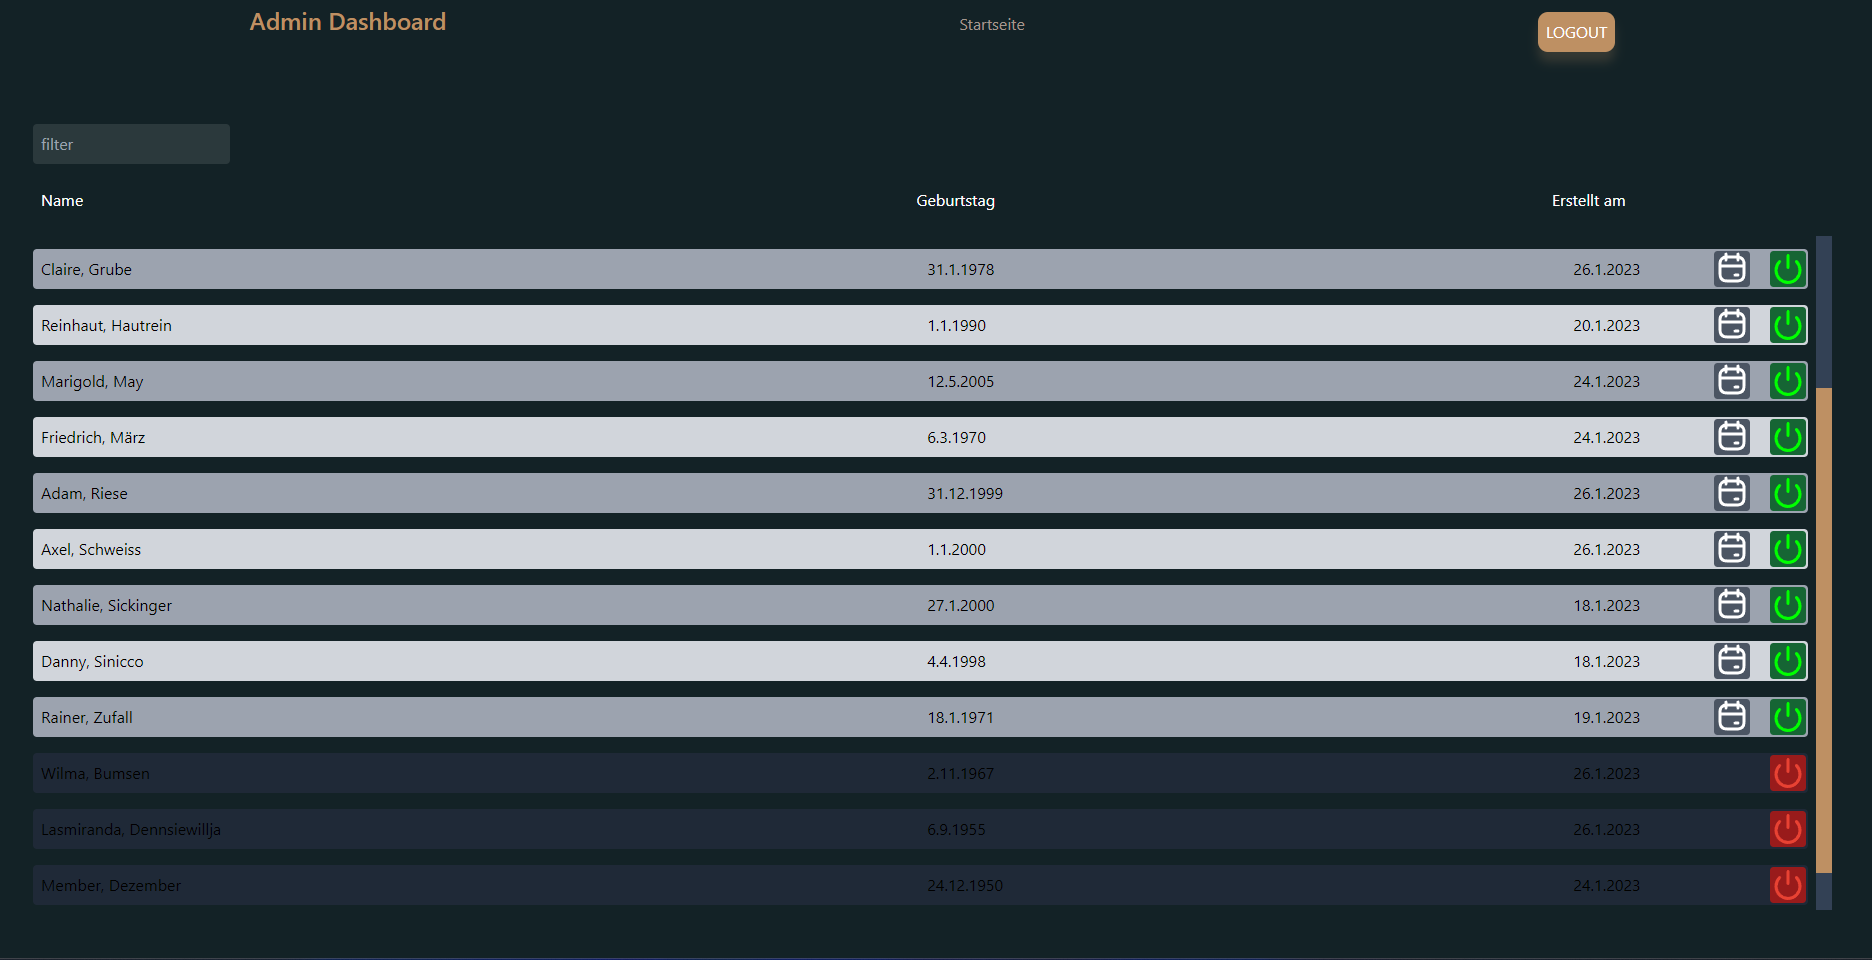 Admin Dashboard Startseite LOGOUT
filter
Name Geburtstag Erstellt am
Claire, Grube 31.1.1978 26.1.2023
Reinhaut, Hautrein 1.1.1990 20.1.2023
Marigold, May 12.5.2005 24.1.2023
Friedrich, März 6.3.1970 24.1.2023
Adam, Riese 31.12.1999 26.1.2023
Axel, Schweiss 1.1.2000 26.1.2023
Nathalie, Sickinger 27.1.2000 18.1.2023
Danny, Sinicco 4.4.1998 18.1.2023
Rainer, Zufall 18.1.1971 19.1.2023
Wilma, Bumsen 2.11.1967 26.1.2023
Lasmiranda, Dennsiewillja 6.9.1955 26.1.2023
Member, Dezember 24.12.1950 24.1.2023